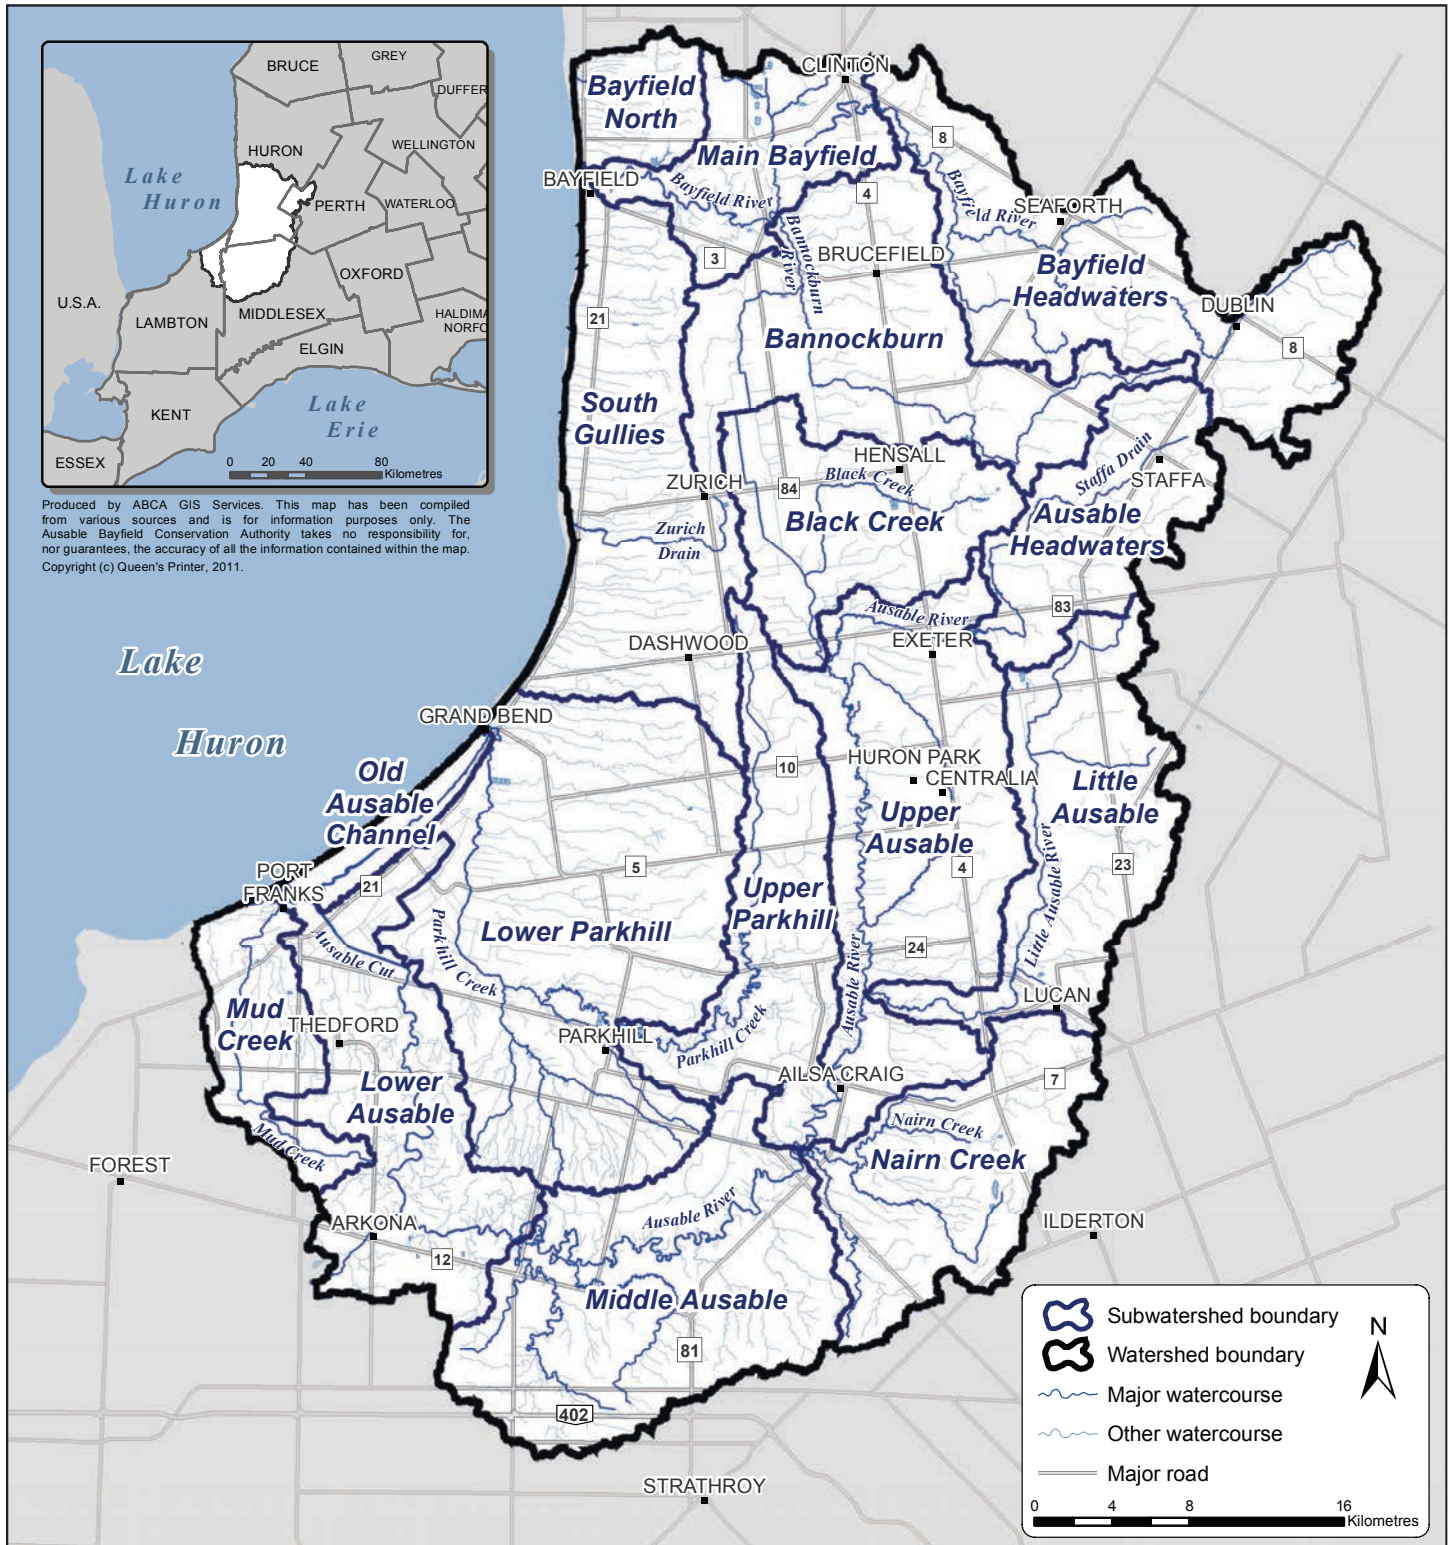 BRUCE
GREY
DUFFER
HURON
WELLINGTON
Lake
Huron
PERTH
WATERLOO
OXFORD
U.S.A.
LAMBTON
MIDDLESEX
HALDIMA
NORFO
ELGIN
KENT
Lake
Erie
ESSEX
0 20 40 80
Kilometres
Produced by ABCA GIS Services. This map has been compiled
from various sources and is for information purposes only. The
Ausable Bayfield Conservation Authority takes no responsibility for,
nor guarantees, the accuracy of all the information contained within the map.
Copyright (c) Queen's Printer, 2011.
CLINTON
Bayfield
North
8
Main Bayfield
BAYFIELD
Bayfield River
4
Bayfield River
SEAFORTH
Bannockburn
River
3
BRUCEFIELD
Bayfield
Headwaters
DUBLIN
21
Bannockburn
8
South
Gullies
HENSALL
Staffa Drain
STAFFA
ZURICH
84
Black Creek
Black Creek
Ausable
Headwaters
Zurich
Drain
83
Ausable River
DASHWOOD
EXETER
Lake
Huron
GRAND BEND
Old
Ausable
Channel
10
HURON PARK
CENTRALIA
Little
Ausable
Upper
Ausable
PORT
FRANKS
21
5
4
23
Upper
Parkhill
Little Ausable River
Lower Parkhill
Parkhill Creek
Ausable Cut
24
Ausable River
LUCAN
Mud
Creek
THEDFORD
PARKHILL
Parkhill Creek
Lower
Ausable
AILSA CRAIG
7
Mud Creek
Nairn Creek
Nairn Creek
FOREST
ARKONA
Ausable River
ILDERTON
12
Middle Ausable
81
402
STRATHROY
Subwatershed boundary
Watershed boundary
Major watercourse
Other watercourse
Major road
N
0 4 8 16
Kilometres